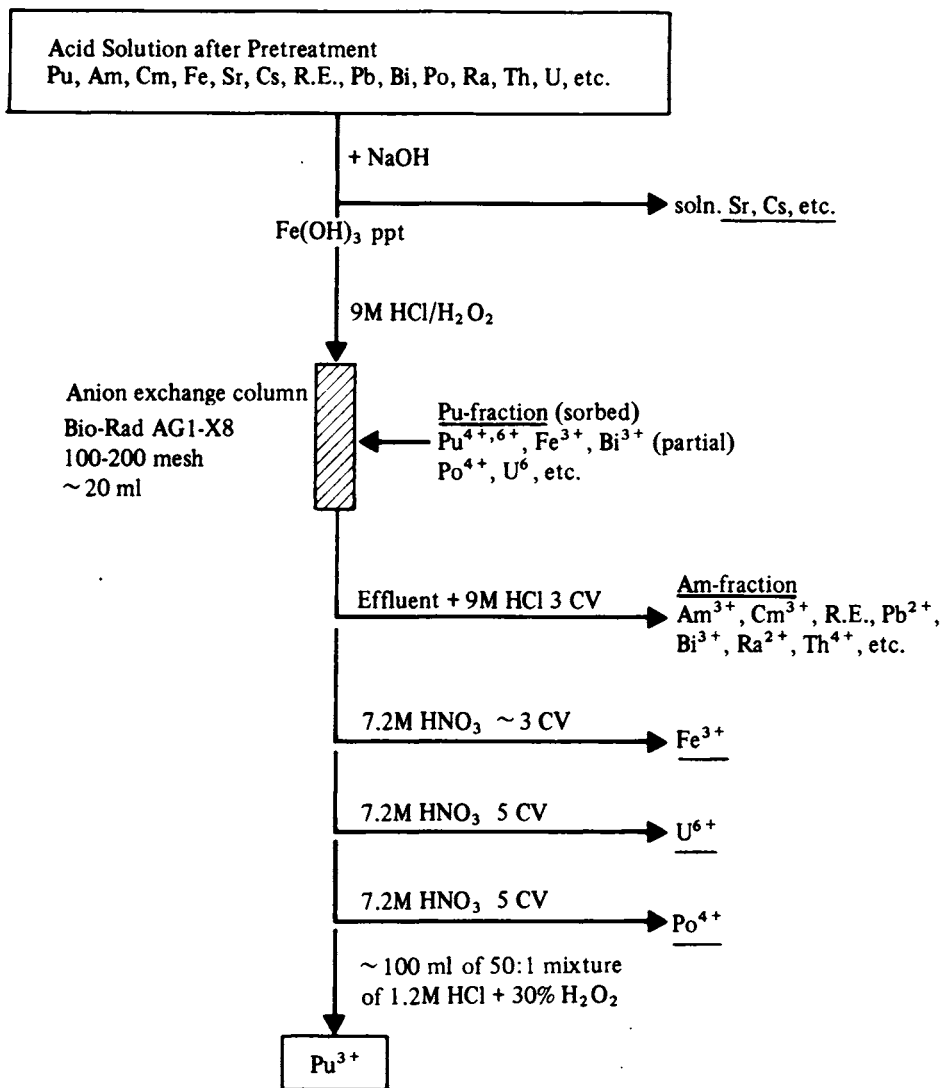 Acid Solution after Pretreatment
Pu, Am, Cm, Fe, Sr, Cs, R.E., Pb, Bi, Po, Ra, Th, U, etc.
+ NaOH
soln. Sr, Cs, etc.
Fe(OH)₃ ppt
9M HCl/H₂O₂
Anion exchange column
Bio-Rad AG1-X8
100-200 mesh
~ 20 ml
Pu-fraction (sorbed)
Pu⁴⁺,⁶⁺, Fe³⁺, Bi³⁺ (partial)
Po⁴⁺, U⁶, etc.
Effluent + 9M HCl 3 CV
Am-fraction
Am³⁺, Cm³⁺, R.E., Pb²⁺,
Bi³⁺, Ra²⁺, Th⁴⁺, etc.
7.2M HNO₃ ~ 3 CV
Fe³⁺
7.2M HNO₃ 5 CV
U⁶⁺
7.2M HNO₃ 5 CV
Po⁴⁺
~ 100 ml of 50:1 mixture
of 1.2M HCl + 30% H₂O₂
Pu³⁺